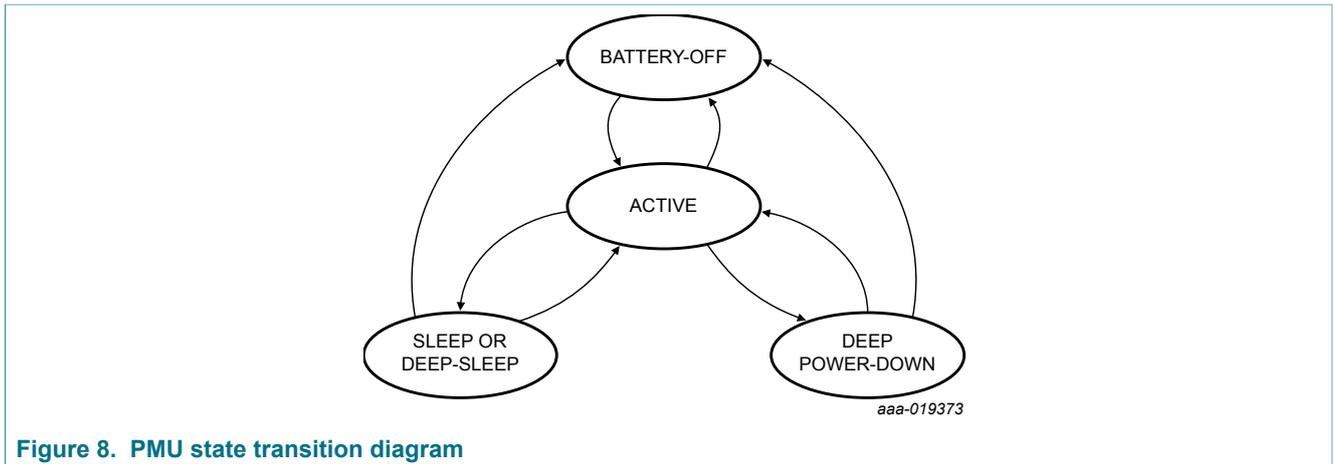 BATTERY-OFF
ACTIVE
SLEEP OR
DEEP-SLEEP
DEEP
POWER-DOWN
aaa-019373
Figure 8. PMU state transition diagram